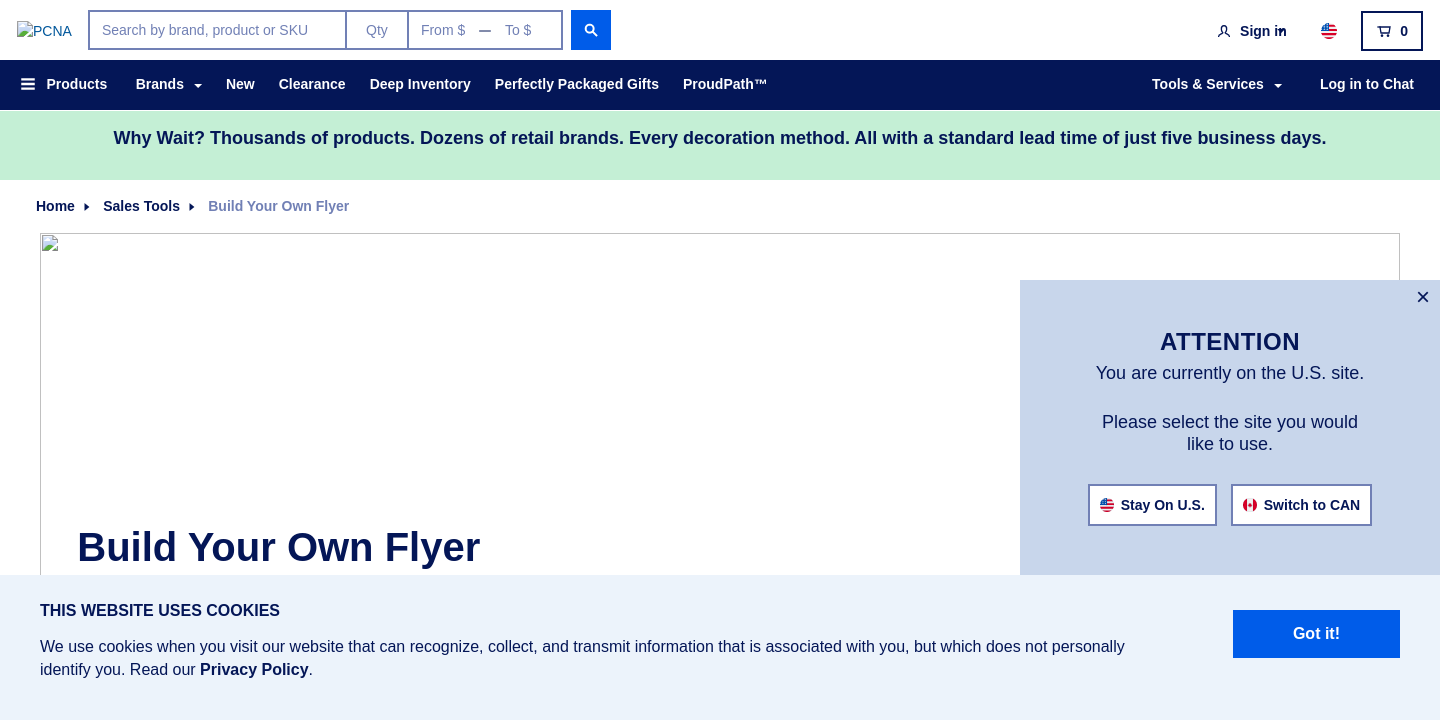 PCNA
Search by brand, product or SKU
Qty
From $
To $
Sign in
0
Products
Brands
New
Clearance
Deep Inventory
Perfectly Packaged Gifts
ProudPath™
Tools & Services
Log in to Chat
Why Wait? Thousands of products. Dozens of retail brands. Every decoration method. All with a standard lead time of just five business days.
Home
Sales Tools
Build Your Own Flyer
ATTENTION
You are currently on the U.S. site.
Please select the site you would
like to use.
Stay On U.S.
Switch to CAN
Build Your Own Flyer
THIS WEBSITE USES COOKIES
We use cookies when you visit our website that can recognize, collect, and transmit information that is associated with you, but which does not personally
identify you. Read our Privacy Policy.
Got it!